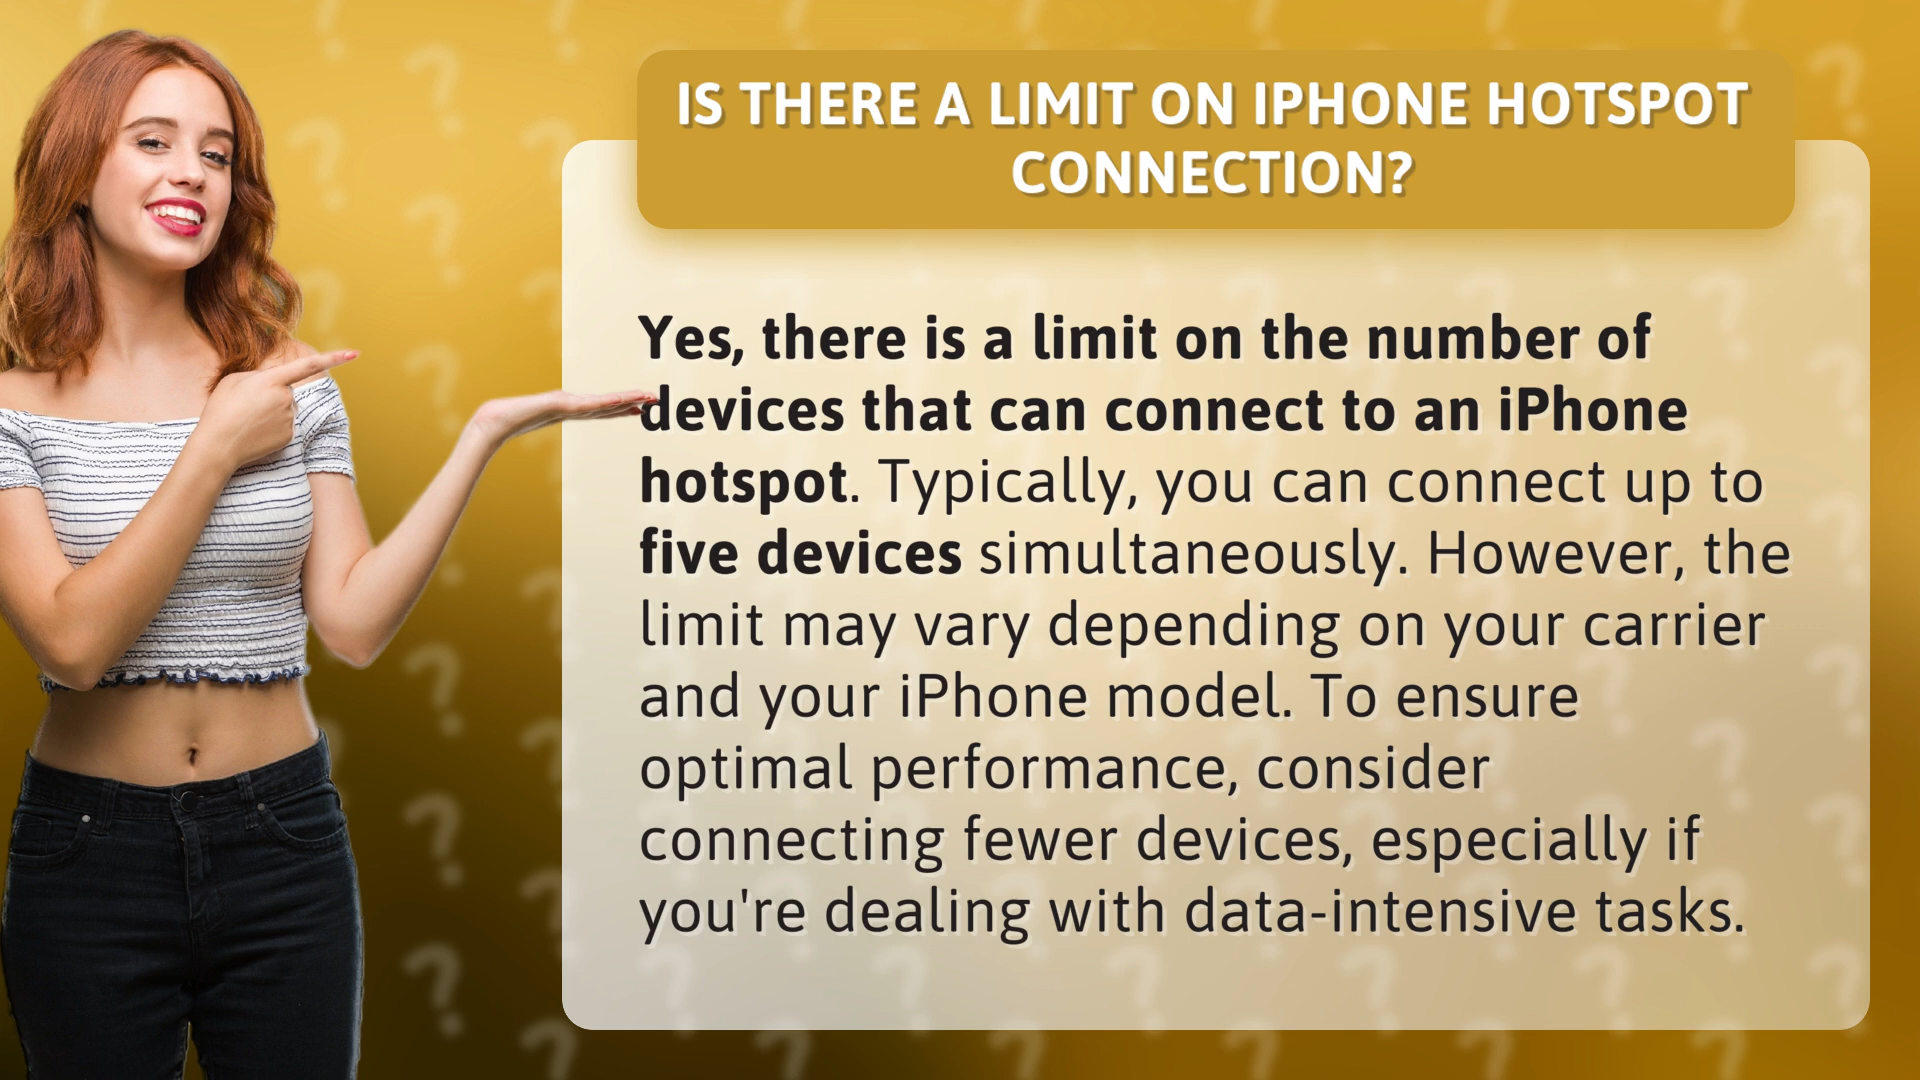 IS THERE A LIMIT ON IPHONE HOTSPOT
CONNECTION?
Yes, there is a limit on the number of
devices that can connect to an iPhone
hotspot. Typically, you can connect up to
five devices simultaneously. However, the
limit may vary depending on your carrier
and your iPhone model. To ensure
optimal performance, consider
connecting fewer devices, especially if
you're dealing with data-intensive tasks.